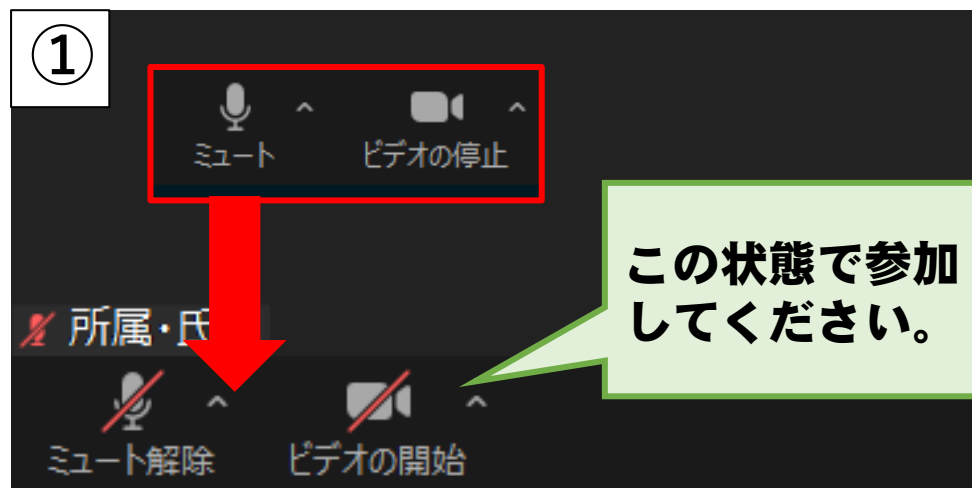 ①
ミュート
ビデオの停止
この状態で参加
してください。
所属・氏
ミュート解除
ビデオの開始